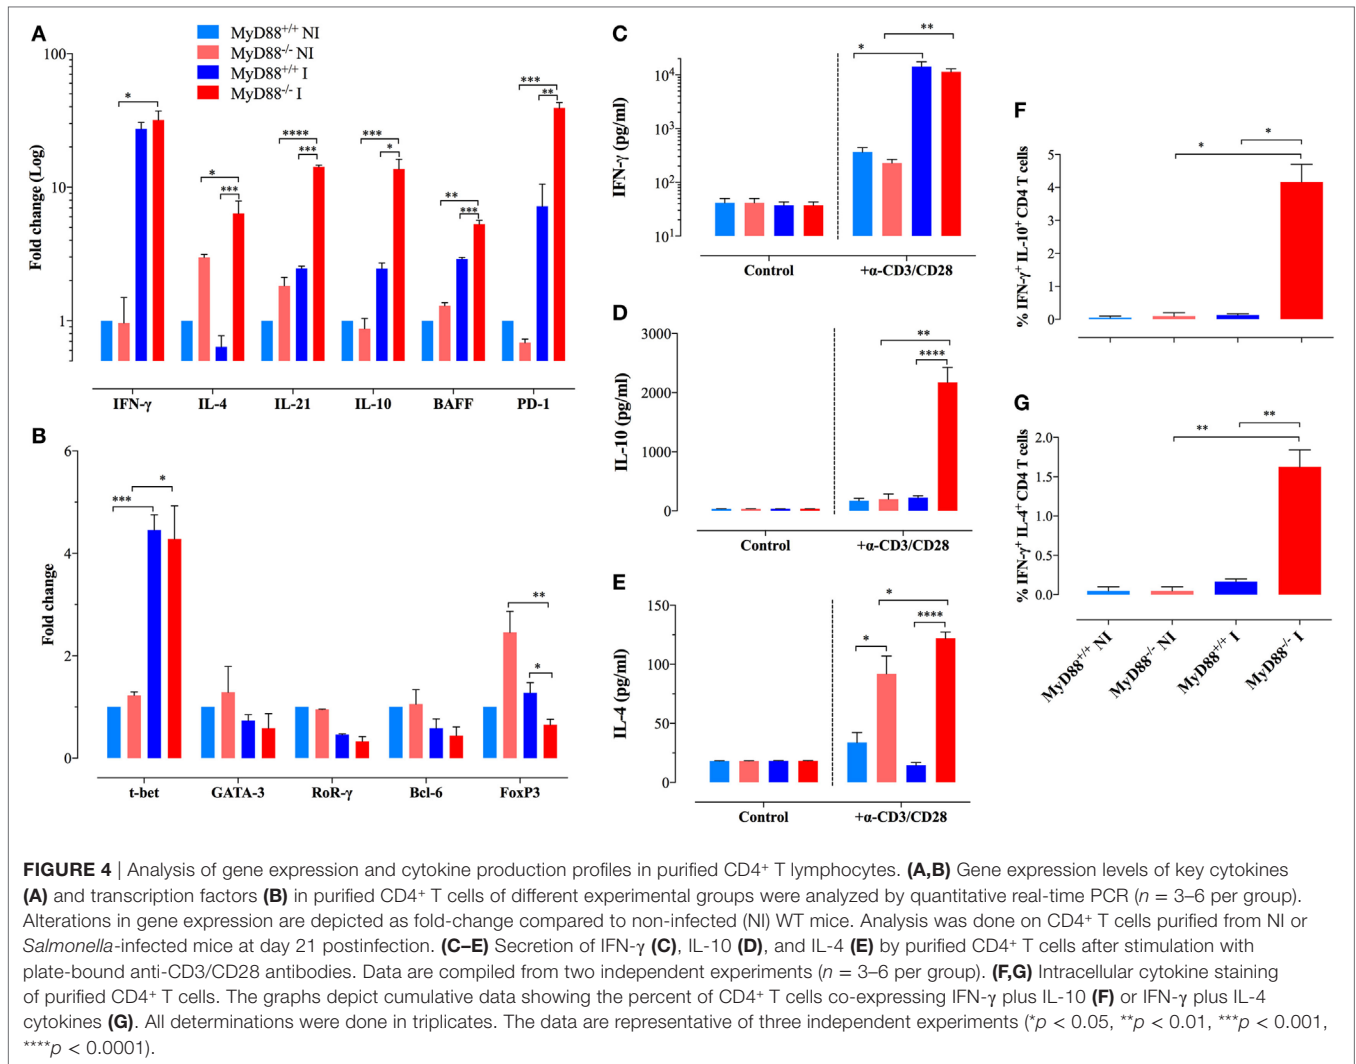 A
MyD88+/+ NI
MyD88-/- NI
MyD88+/+ I
MyD88-/- I
Fold change (Log)
100
10
1
*
* ***
**** ***
*** *
** ***
*** **
IFN-γ IL-4 IL-21 IL-10 BAFF PD-1
B
Fold change
6
4
2
0
***
*
**
*
t-bet GATA-3 RoR-γ Bcl-6 FoxP3
C
IFN-γ (pg/ml)
10⁴
10³
10²
10¹
**
*
Control +α-CD3/CD28
D
IL-10 (pg/ml)
3000
2000
1000
0
**
****
Control +α-CD3/CD28
E
IL-4 (pg/ml)
150
100
50
0
*
****
*
Control +α-CD3/CD28
F
% IFN-γ+ IL-10+ CD4 T cells
5
4
3
2
1
0
*
*
G
% IFN-γ+ IL-4+ CD4 T cells
2.0
1.5
1.0
0.5
0.0
**
**
MyD88+/+ NI
MyD88-/- NI
MyD88+/+ I
MyD88-/- I
FIGURE 4 | Analysis of gene expression and cytokine production profiles in purified CD4+ T lymphocytes. (A,B) Gene expression levels of key cytokines
(A) and transcription factors (B) in purified CD4+ T cells of different experimental groups were analyzed by quantitative real-time PCR (n = 3–6 per group).
Alterations in gene expression are depicted as fold-change compared to non-infected (NI) WT mice. Analysis was done on CD4+ T cells purified from NI or
Salmonella-infected mice at day 21 postinfection. (C–E) Secretion of IFN-γ (C), IL-10 (D), and IL-4 (E) by purified CD4+ T cells after stimulation with
plate-bound anti-CD3/CD28 antibodies. Data are compiled from two independent experiments (n = 3–6 per group). (F,G) Intracellular cytokine staining
of purified CD4+ T cells. The graphs depict cumulative data showing the percent of CD4+ T cells co-expressing IFN-γ plus IL-10 (F) or IFN-γ plus IL-4
cytokines (G). All determinations were done in triplicates. The data are representative of three independent experiments (*p < 0.05, **p < 0.01, ***p < 0.001,
****p < 0.0001).